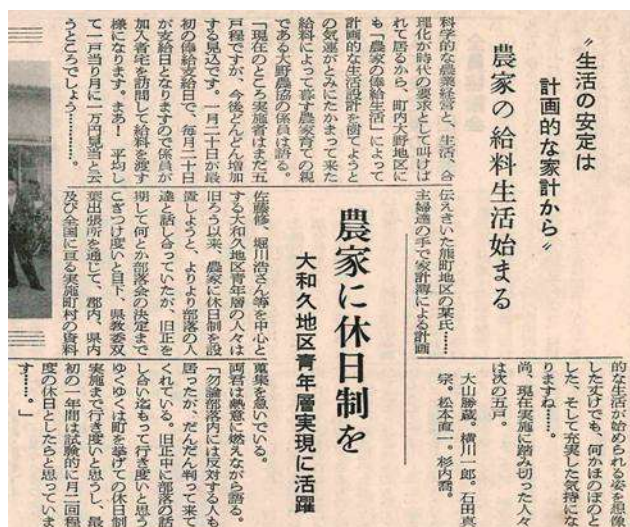 〝生活の安定は
計画的な家計から〟
農家の給料生活始まる
科学的な農業経営と、生活、合
理化が時代の要求として叫ば
れて居るから、町内大野地区に
も「農家の俸給生活」によって
計画的な生活設計を樹てようと
の気運がとみにたかまって来た
給料によって暮す農家育ての親
である大野農協の係員は語る。
「現在のところ実施者はまだ五
戸程ですが、今後どんどん増加
する見込です。一月二十日が最
初の俸給支給日で、毎月二十日
が支給日となりますので係員が
加入者宅を訪問して給料を渡す
様になります。まあ！平均し
て一戸当り月に一万円見当と云
うところでしょう…………。
伝えきいた熊町地区の某氏……
主婦達の手で家計簿による計画
的な生活が始められる姿を想像
しただけでも、何かほのぼのと
した、そして充実した気持にな
りますね……。
尚、現在実施に踏み切った人々
は次の五戸。
大山勝蔵。横川一郎。石田真
宗。松本直一。杉内喬。
農家に休日制を
大和久地区青年層実現に活躍
佐藤修、堀川浩さん等を中心と
する大和久地区青年層の人々は
旧ろう以来、農家に休日制を設
置しようと、よりより部落の人
達と話し合っていたが、旧正を
期して何とか部落会の決定まで
こぎつけ度いと目下、県教委双
葉出張所を通じて、郡内、県内
及び全国に亘る実施町村の資料
蒐集を急いでいる。
両君は熱意に燃えながら語る。
「勿論部落内には反対する人も
居ったが、だんだん判って来て
くれている。旧正中に部落の話
し合い迄もって行き度いと思う
ゆくゆくは町を挙げての休日制
実施まで行き度いと思うし、最
初の一年間は試験的に月二回程
度の休日としたらと思っていま
す……。」